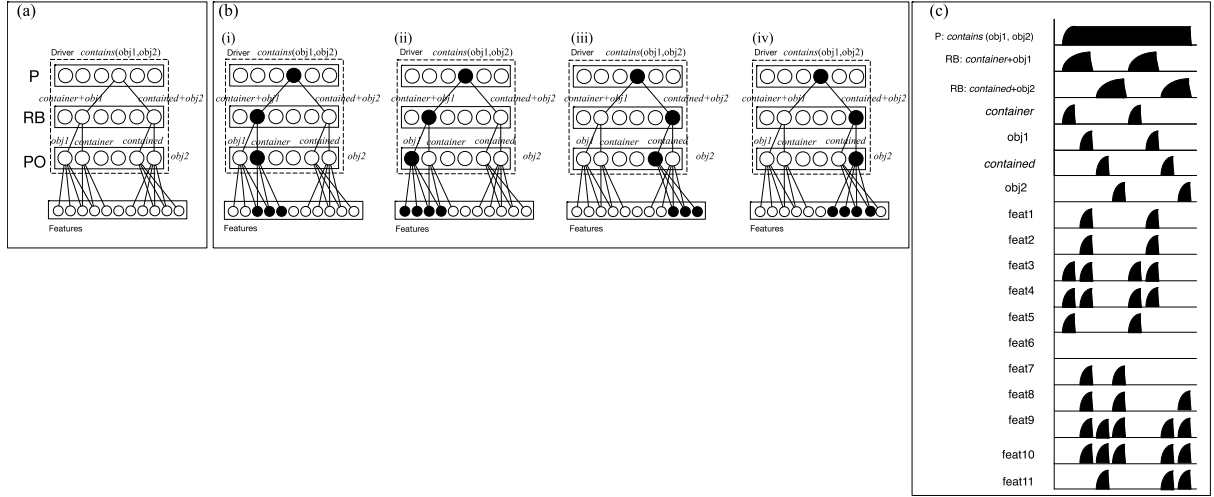 (a)
Driver contains(obj1,obj2)
P
container+obj1
contained+obj2
RB
obj1
container
contained
PO
obj2
Features
(b)
(i)
Driver contains(obj1,obj2)
container+obj1
contained+obj2
obj1
container
contained
obj2
Features
(ii)
Driver contains(obj1,obj2)
container+obj1
contained+obj2
obj1
container
contained
obj2
Features
(iii)
Driver contains(obj1,obj2)
container+obj1
contained+obj2
obj1
container
contained
obj2
Features
(iv)
Driver contains(obj1,obj2)
container+obj1
contained+obj2
obj1
container
contained
obj2
Features
(c)
P: contains (obj1, obj2)
RB: container+obj1
RB: contained+obj2
container
obj1
contained
obj2
feat1
feat2
feat3
feat4
feat5
feat6
feat7
feat8
feat9
feat10
feat11